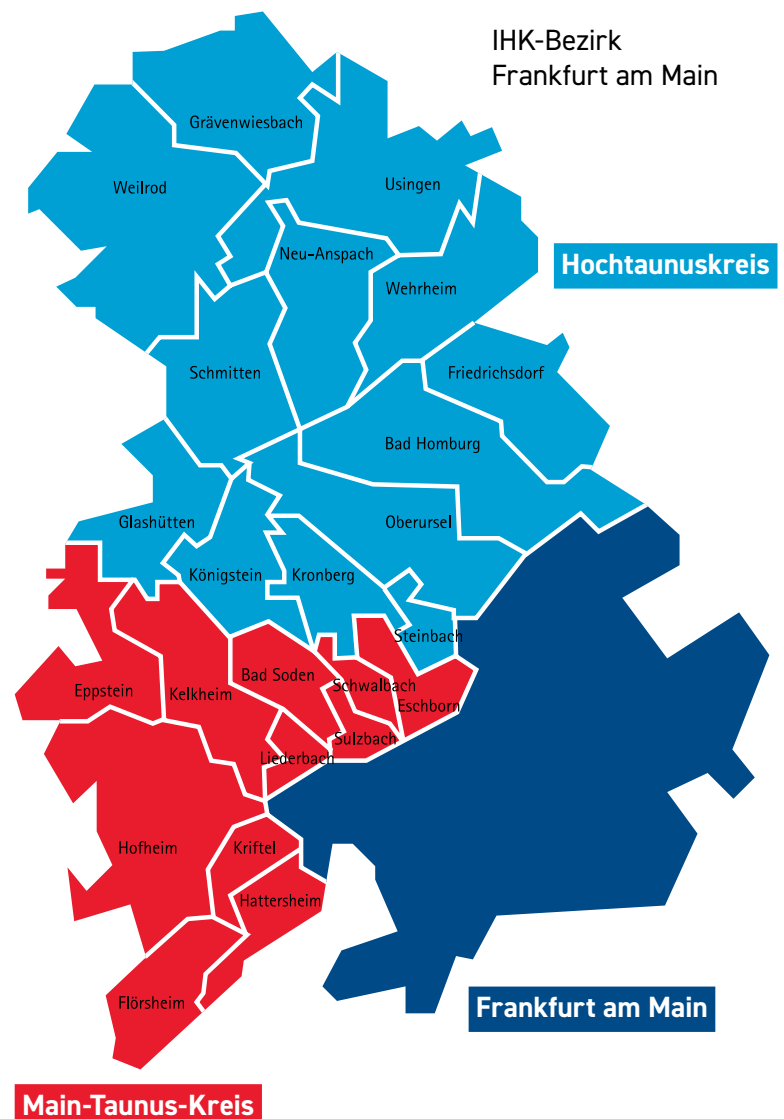 IHK-Bezirk
Frankfurt am Main
Grävenwiesbach
Weilrod
Usingen
Neu-Anspach
Hochtaunuskreis
Wehrheim
Schmitten
Friedrichsdorf
Bad Homburg
Glashütten
Oberursel
Königstein
Kronberg
Steinbach
Bad Soden
Schwalbach
Eppstein
Kelkheim
Eschborn
Sulzbach
Liederbach
Hofheim
Kriftel
Hattersheim
Flörsheim
Frankfurt am Main
Main-Taunus-Kreis